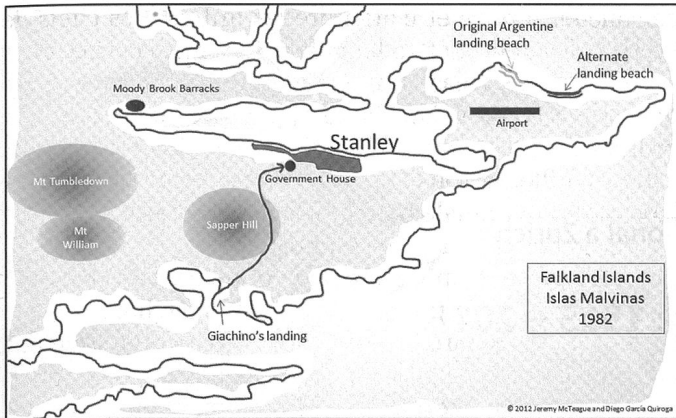 Original Argentine
landing beach
Alternate
landing beach
Moody Brook Barracks
Airport
Stanley
Government House
Mt Tumbledown
Mt
William
Sapper Hill
Giachino's landing
Falkland Islands
Islas Malvinas
1982
© 2012 Jeremy McTeague and Diego García Quiroga